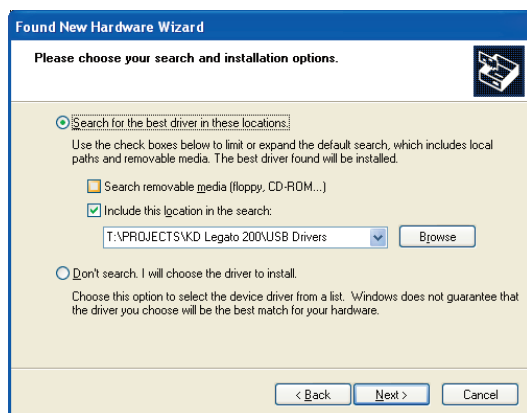 Found New Hardware Wizard
Please choose your search and installation options.
Search for the best driver in these locations.
Use the check boxes below to limit or expand the default search, which includes local
paths and removable media. The best driver found will be installed.
Search removable media (floppy, CD-ROM...)
Include this location in the search:
T:\PROJECTS\KD Legato 200\USB Drivers
Browse
Don't search. I will choose the driver to install.
Choose this option to select the device driver from a list. Windows does not guarantee that
the driver you choose will be the best match for your hardware.
< Back
Next >
Cancel